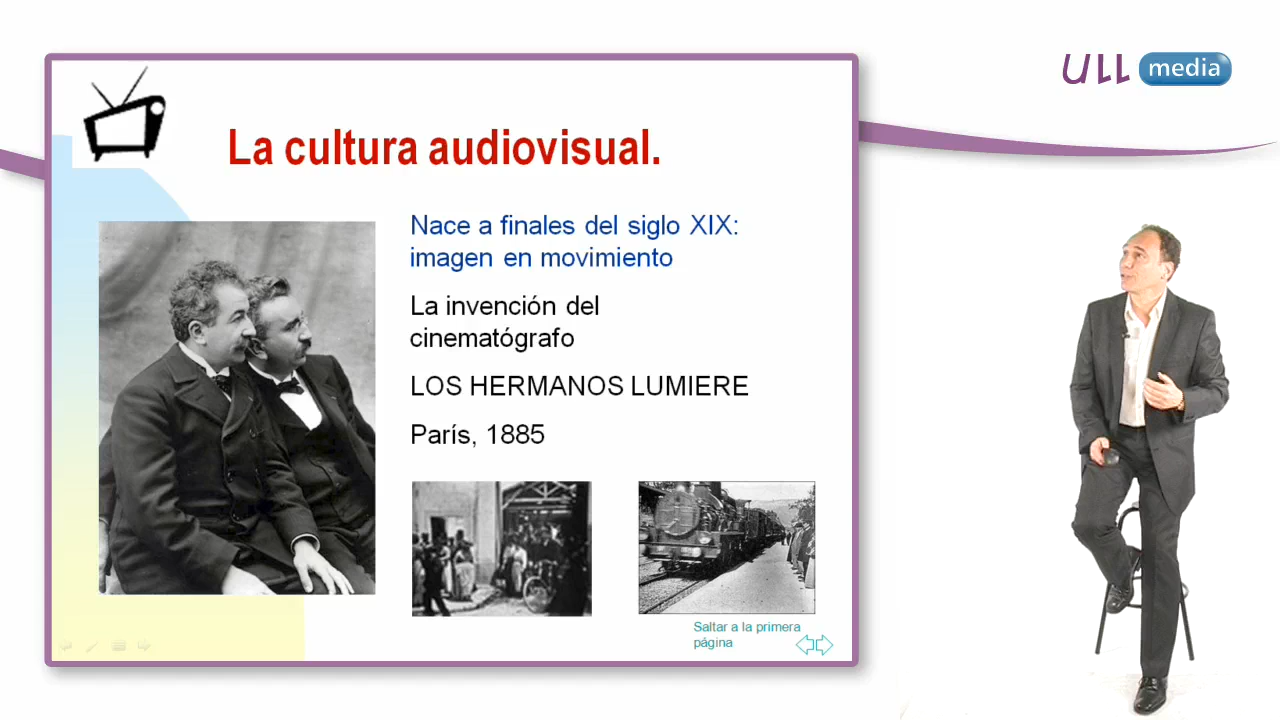 ULL media
La cultura audiovisual.
Nace a finales del siglo XIX:
imagen en movimiento
La invención del
cinematógrafo
LOS HERMANOS LUMIERE
París, 1885
Saltar a la primera
página